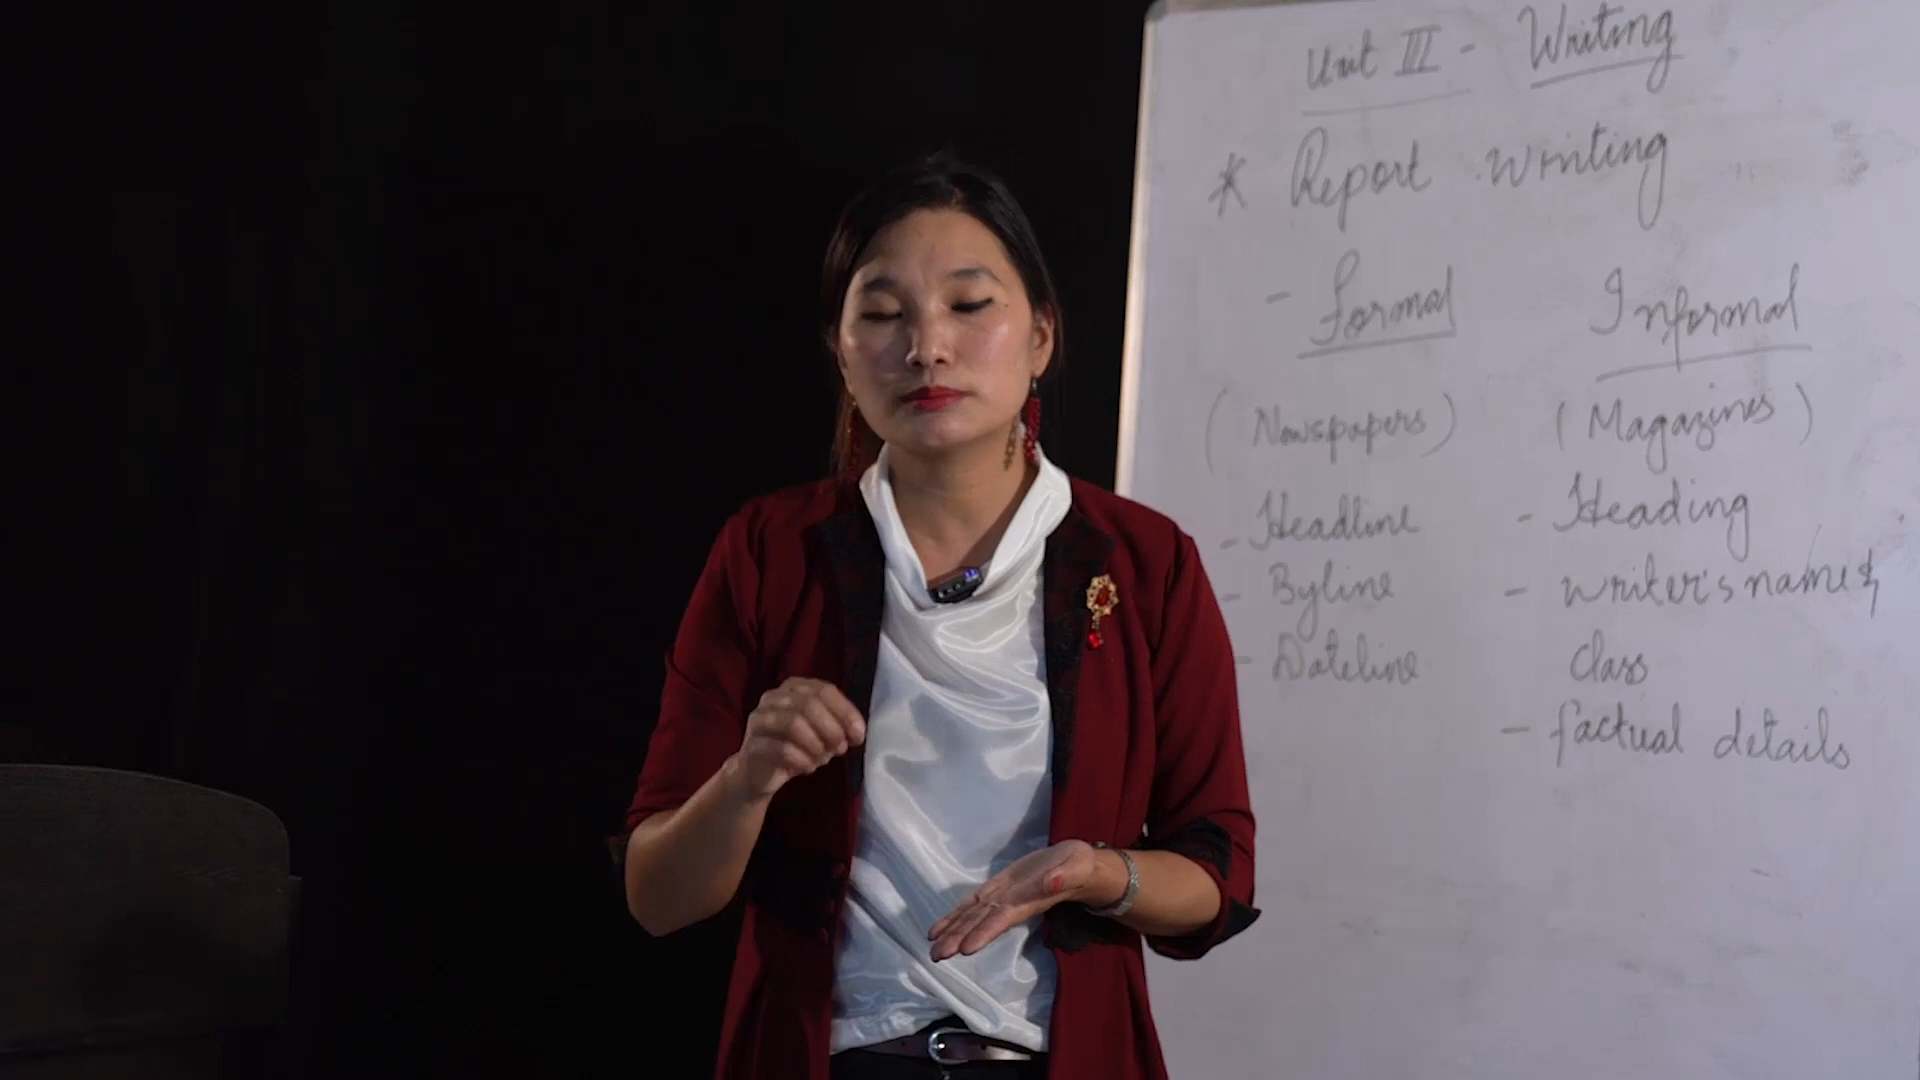 Unit III - Writing
* Report writing
- Formal Informal
(Newspapers) (Magazines)
- Headline - Heading
- Byline - writer's name &
- Dateline class
- factual details